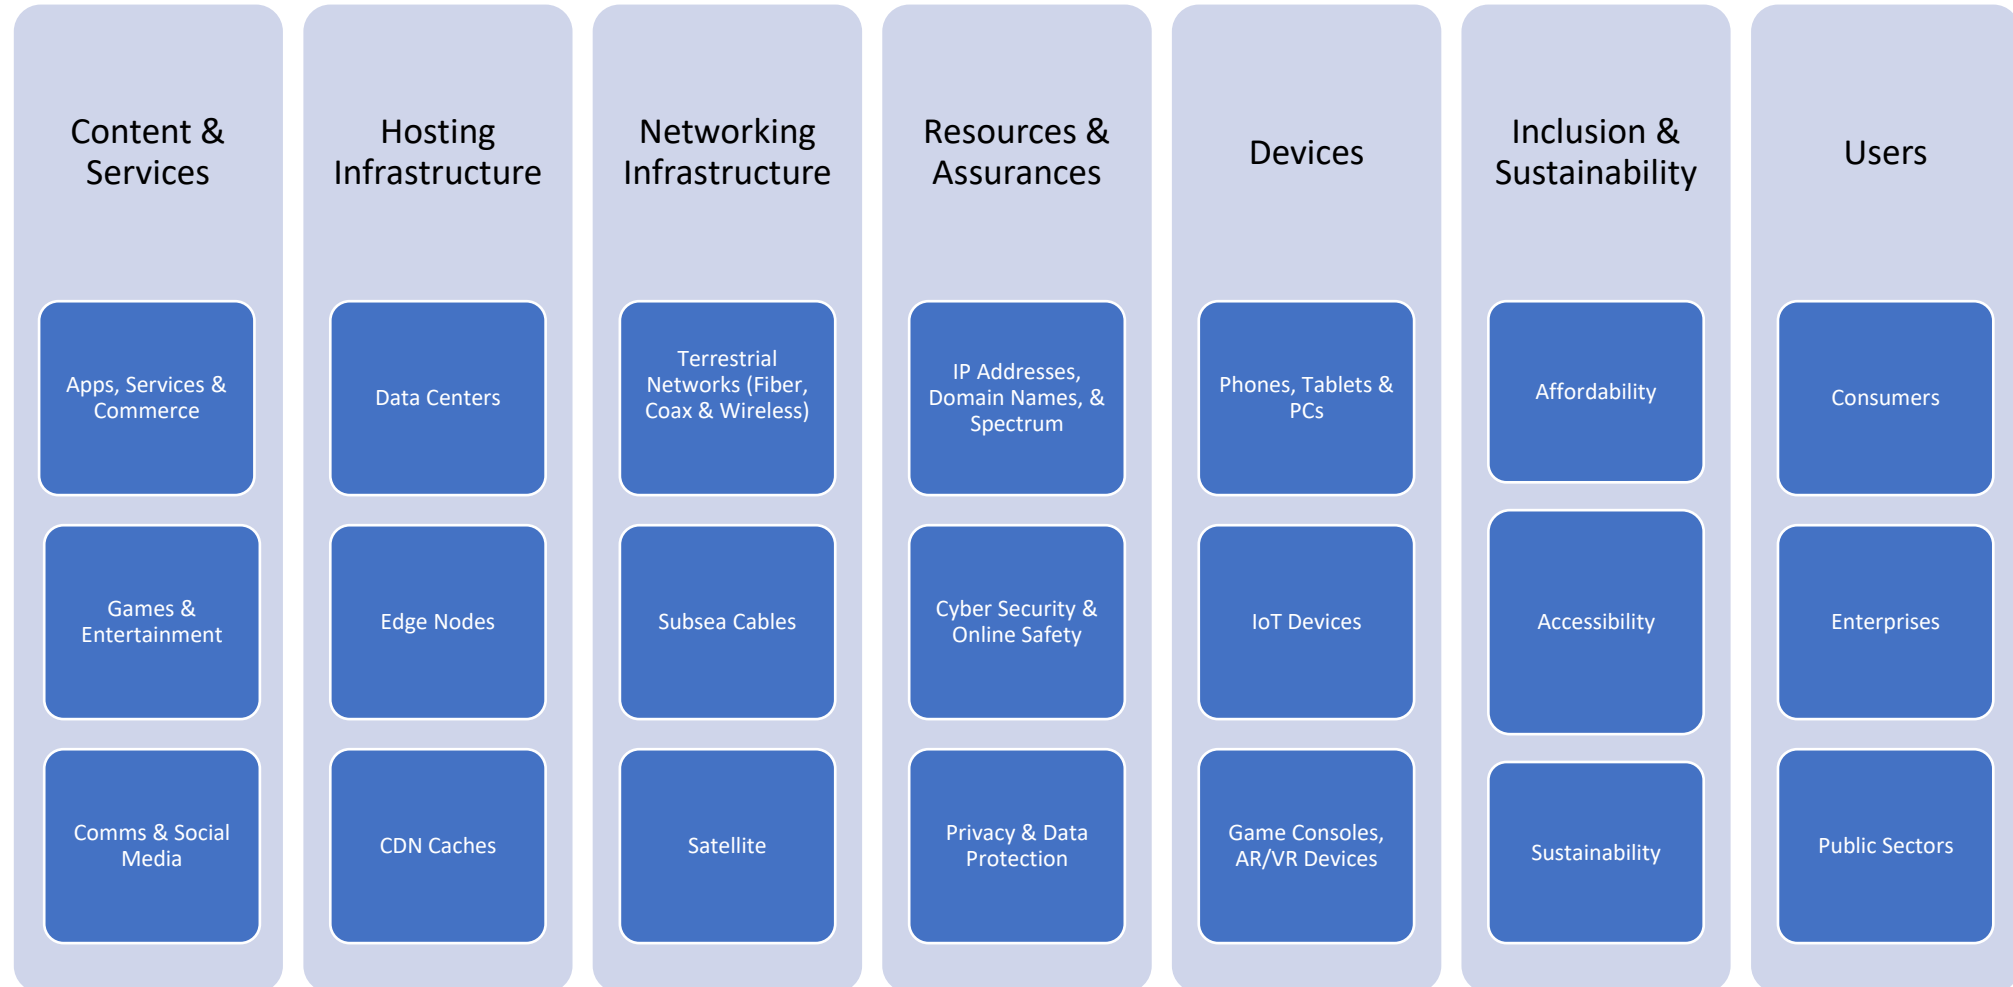 Content &
Services
Hosting
Infrastructure
Networking
Infrastructure
Resources &
Assurances
Devices
Inclusion &
Sustainability
Users
Apps, Services &
Commerce
Data Centers
Terrestrial
Networks (Fiber,
Coax & Wireless)
IP Addresses,
Domain Names, &
Spectrum
Phones, Tablets &
PCs
Affordability
Consumers
Games &
Entertainment
Edge Nodes
Subsea Cables
Cyber Security &
Online Safety
IoT Devices
Accessibility
Enterprises
Comms & Social
Media
CDN Caches
Satellite
Privacy & Data
Protection
Game Consoles,
AR/VR Devices
Sustainability
Public Sectors